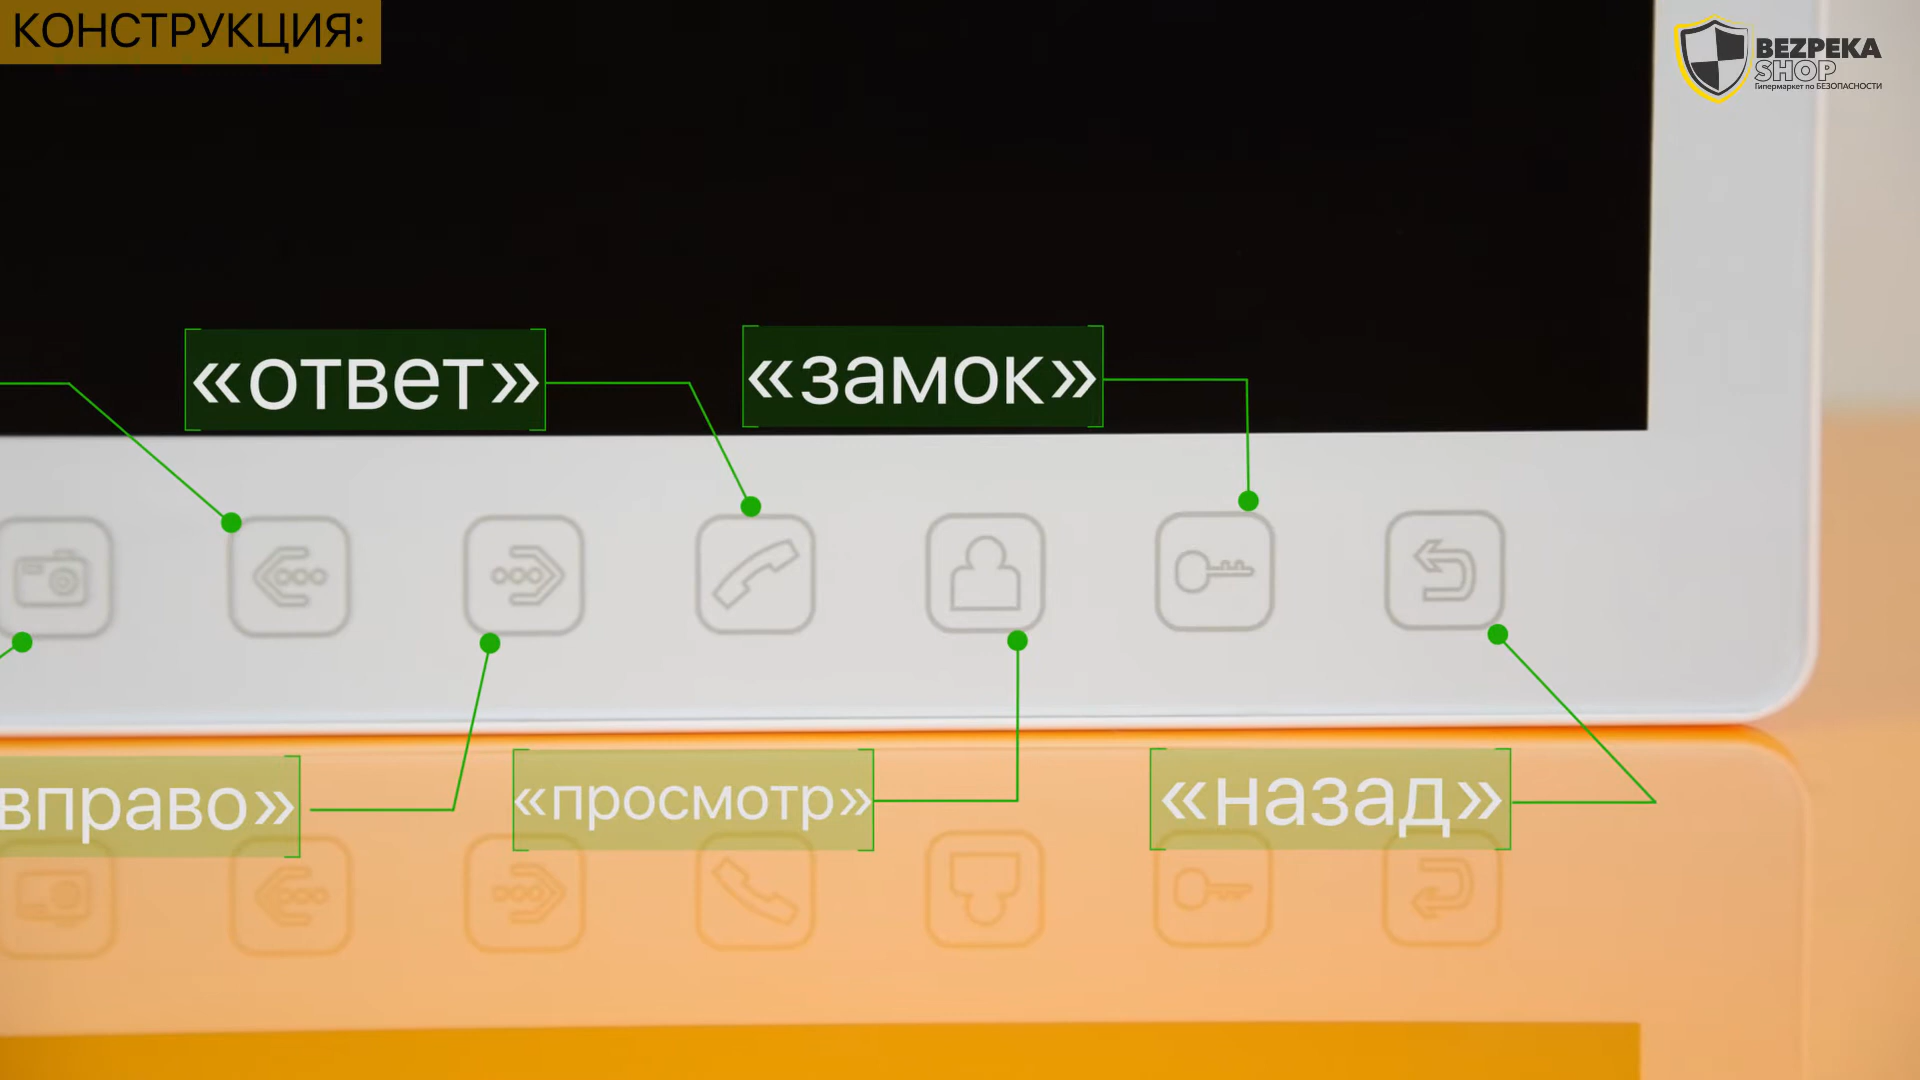 КОНСТРУКЦИЯ:
BEZPEKA
SHOP
Гипермаркет по БЕЗОПАСНОСТИ
«ответ»
«замок»
вправо»
«просмотр»
«назад»